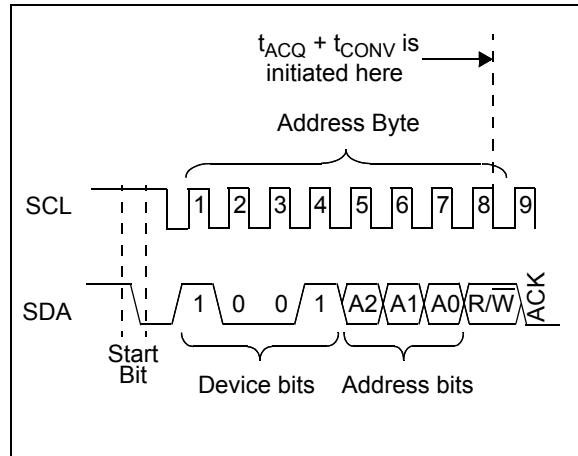 tACQ + tCONV is
initiated here
Address Byte
SCL 1 2 3 4 5 6 7 8 9
SDA 1 0 0 1 A2 A1 A0 R/W̅ ACK
Start
Bit
Device bits Address bits